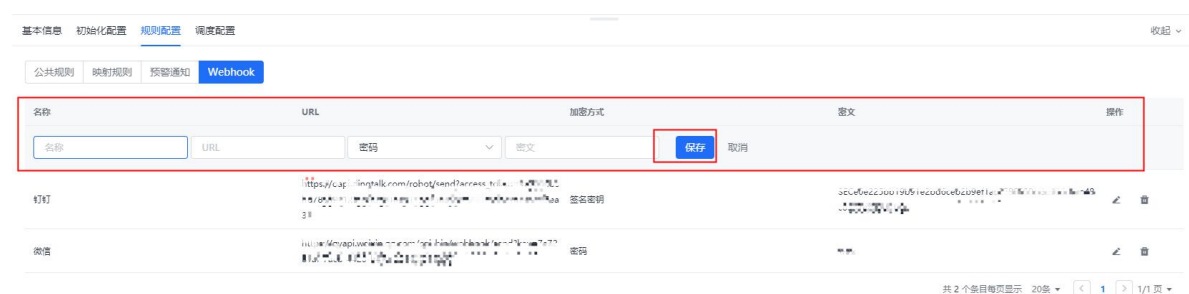 基本信息 初始化配置 规则配置 调度配置 收起
公共规则 映射规则 预警通知 Webhook
名称 URL 加密方式 密文 操作
名称 URL 密码 密文 保存 取消
钉钉 签名密钥
微信 密码
共 2 个条目每页显示 20条 1 1/1 页